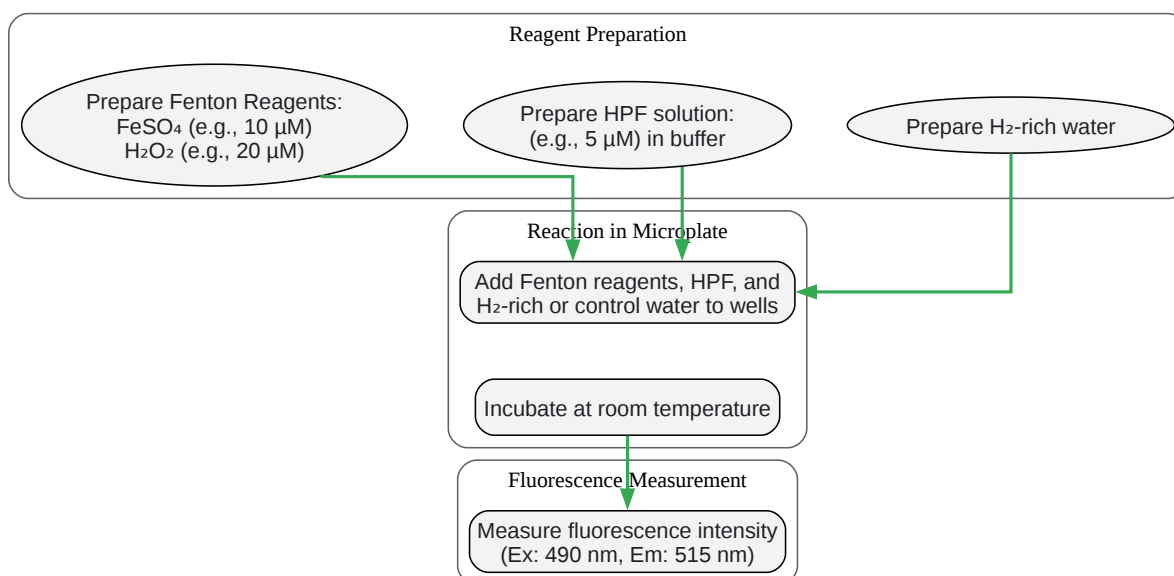 Reagent Preparation
Prepare Fenton Reagents:
FeSO₄ (e.g., 10 µM)
H₂O₂ (e.g., 20 µM)
Prepare HPF solution:
(e.g., 5 µM) in buffer
Prepare H₂-rich water
Reaction in Microplate
Add Fenton reagents, HPF, and
H₂-rich or control water to wells
Incubate at room temperature
Fluorescence Measurement
Measure fluorescence intensity
(Ex: 490 nm, Em: 515 nm)